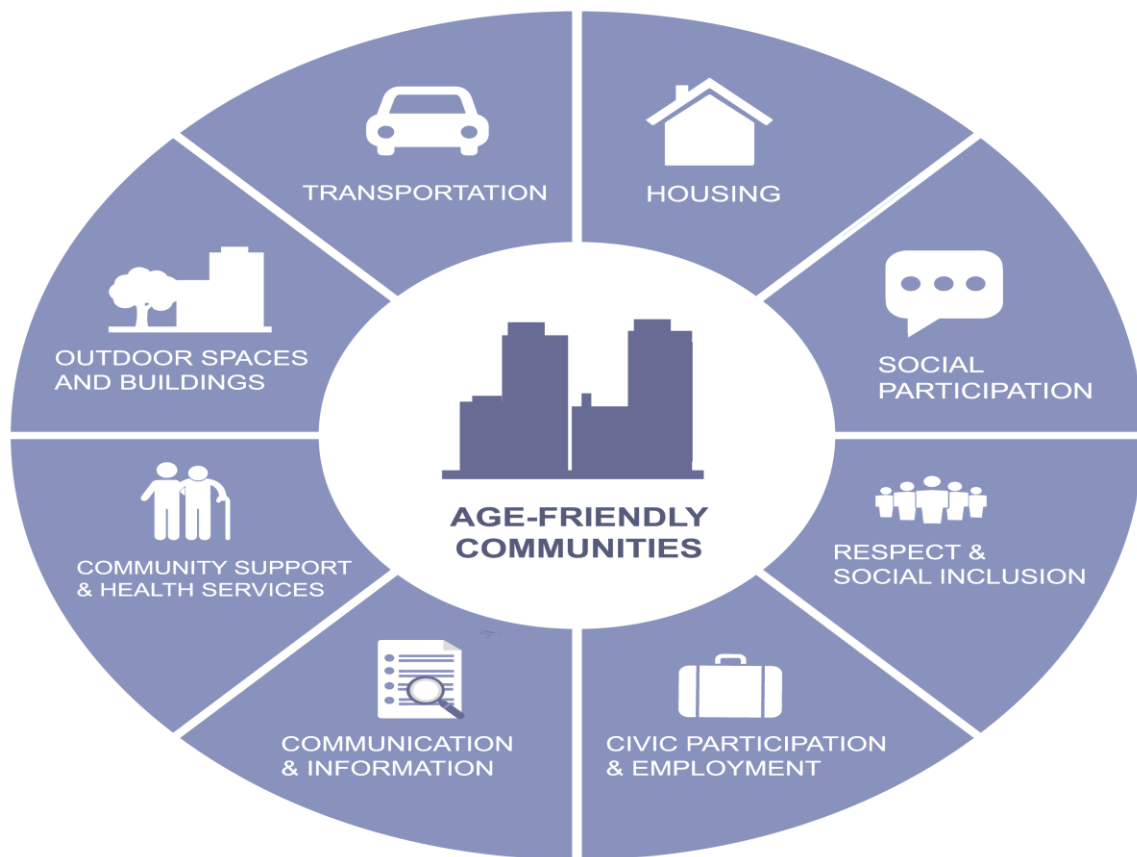 TRANSPORTATION
HOUSING
OUTDOOR SPACES
AND BUILDINGS
SOCIAL
PARTICIPATION
AGE-FRIENDLY
COMMUNITIES
COMMUNITY SUPPORT
& HEALTH SERVICES
RESPECT &
SOCIAL INCLUSION
COMMUNICATION
& INFORMATION
CIVIC PARTICIPATION
& EMPLOYMENT